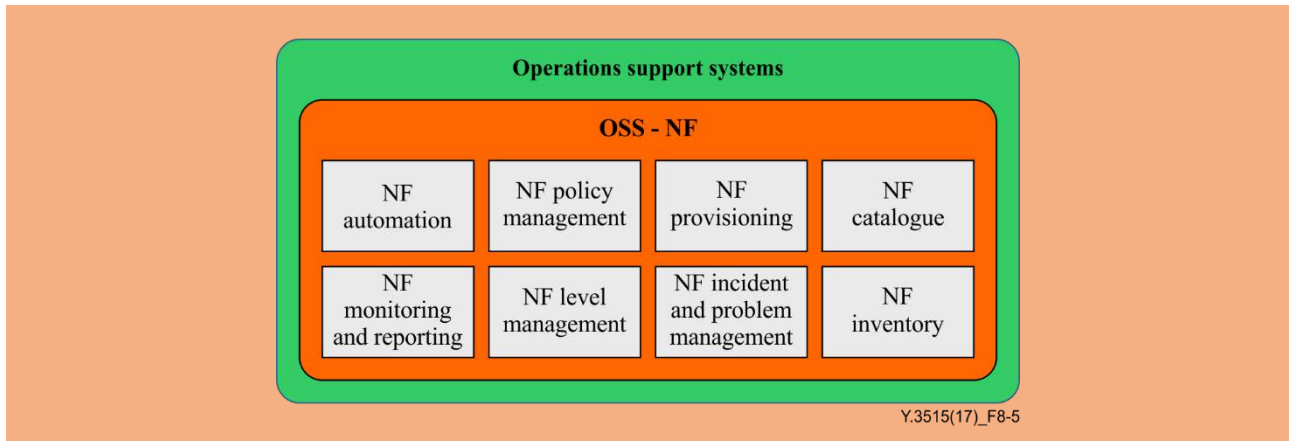 Operations support systems
OSS - NF
NF
automation
NF policy
management
NF
provisioning
NF
catalogue
NF
monitoring
and reporting
NF level
management
NF incident
and problem
management
NF
inventory
Y.3515(17)_F8-5